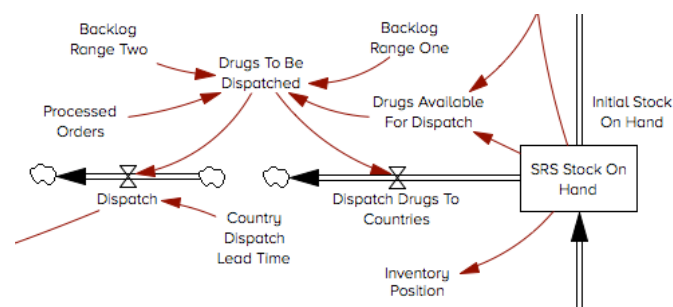 Backlog
Range Two
Backlog
Range One
Drugs To Be
Dispatched
Processed
Orders
Drugs Available
For Dispatch
Initial Stock
On Hand
SRS Stock On
Hand
Dispatch
Dispatch Drugs To
Countries
Country
Dispatch
Lead Time
Inventory
Position